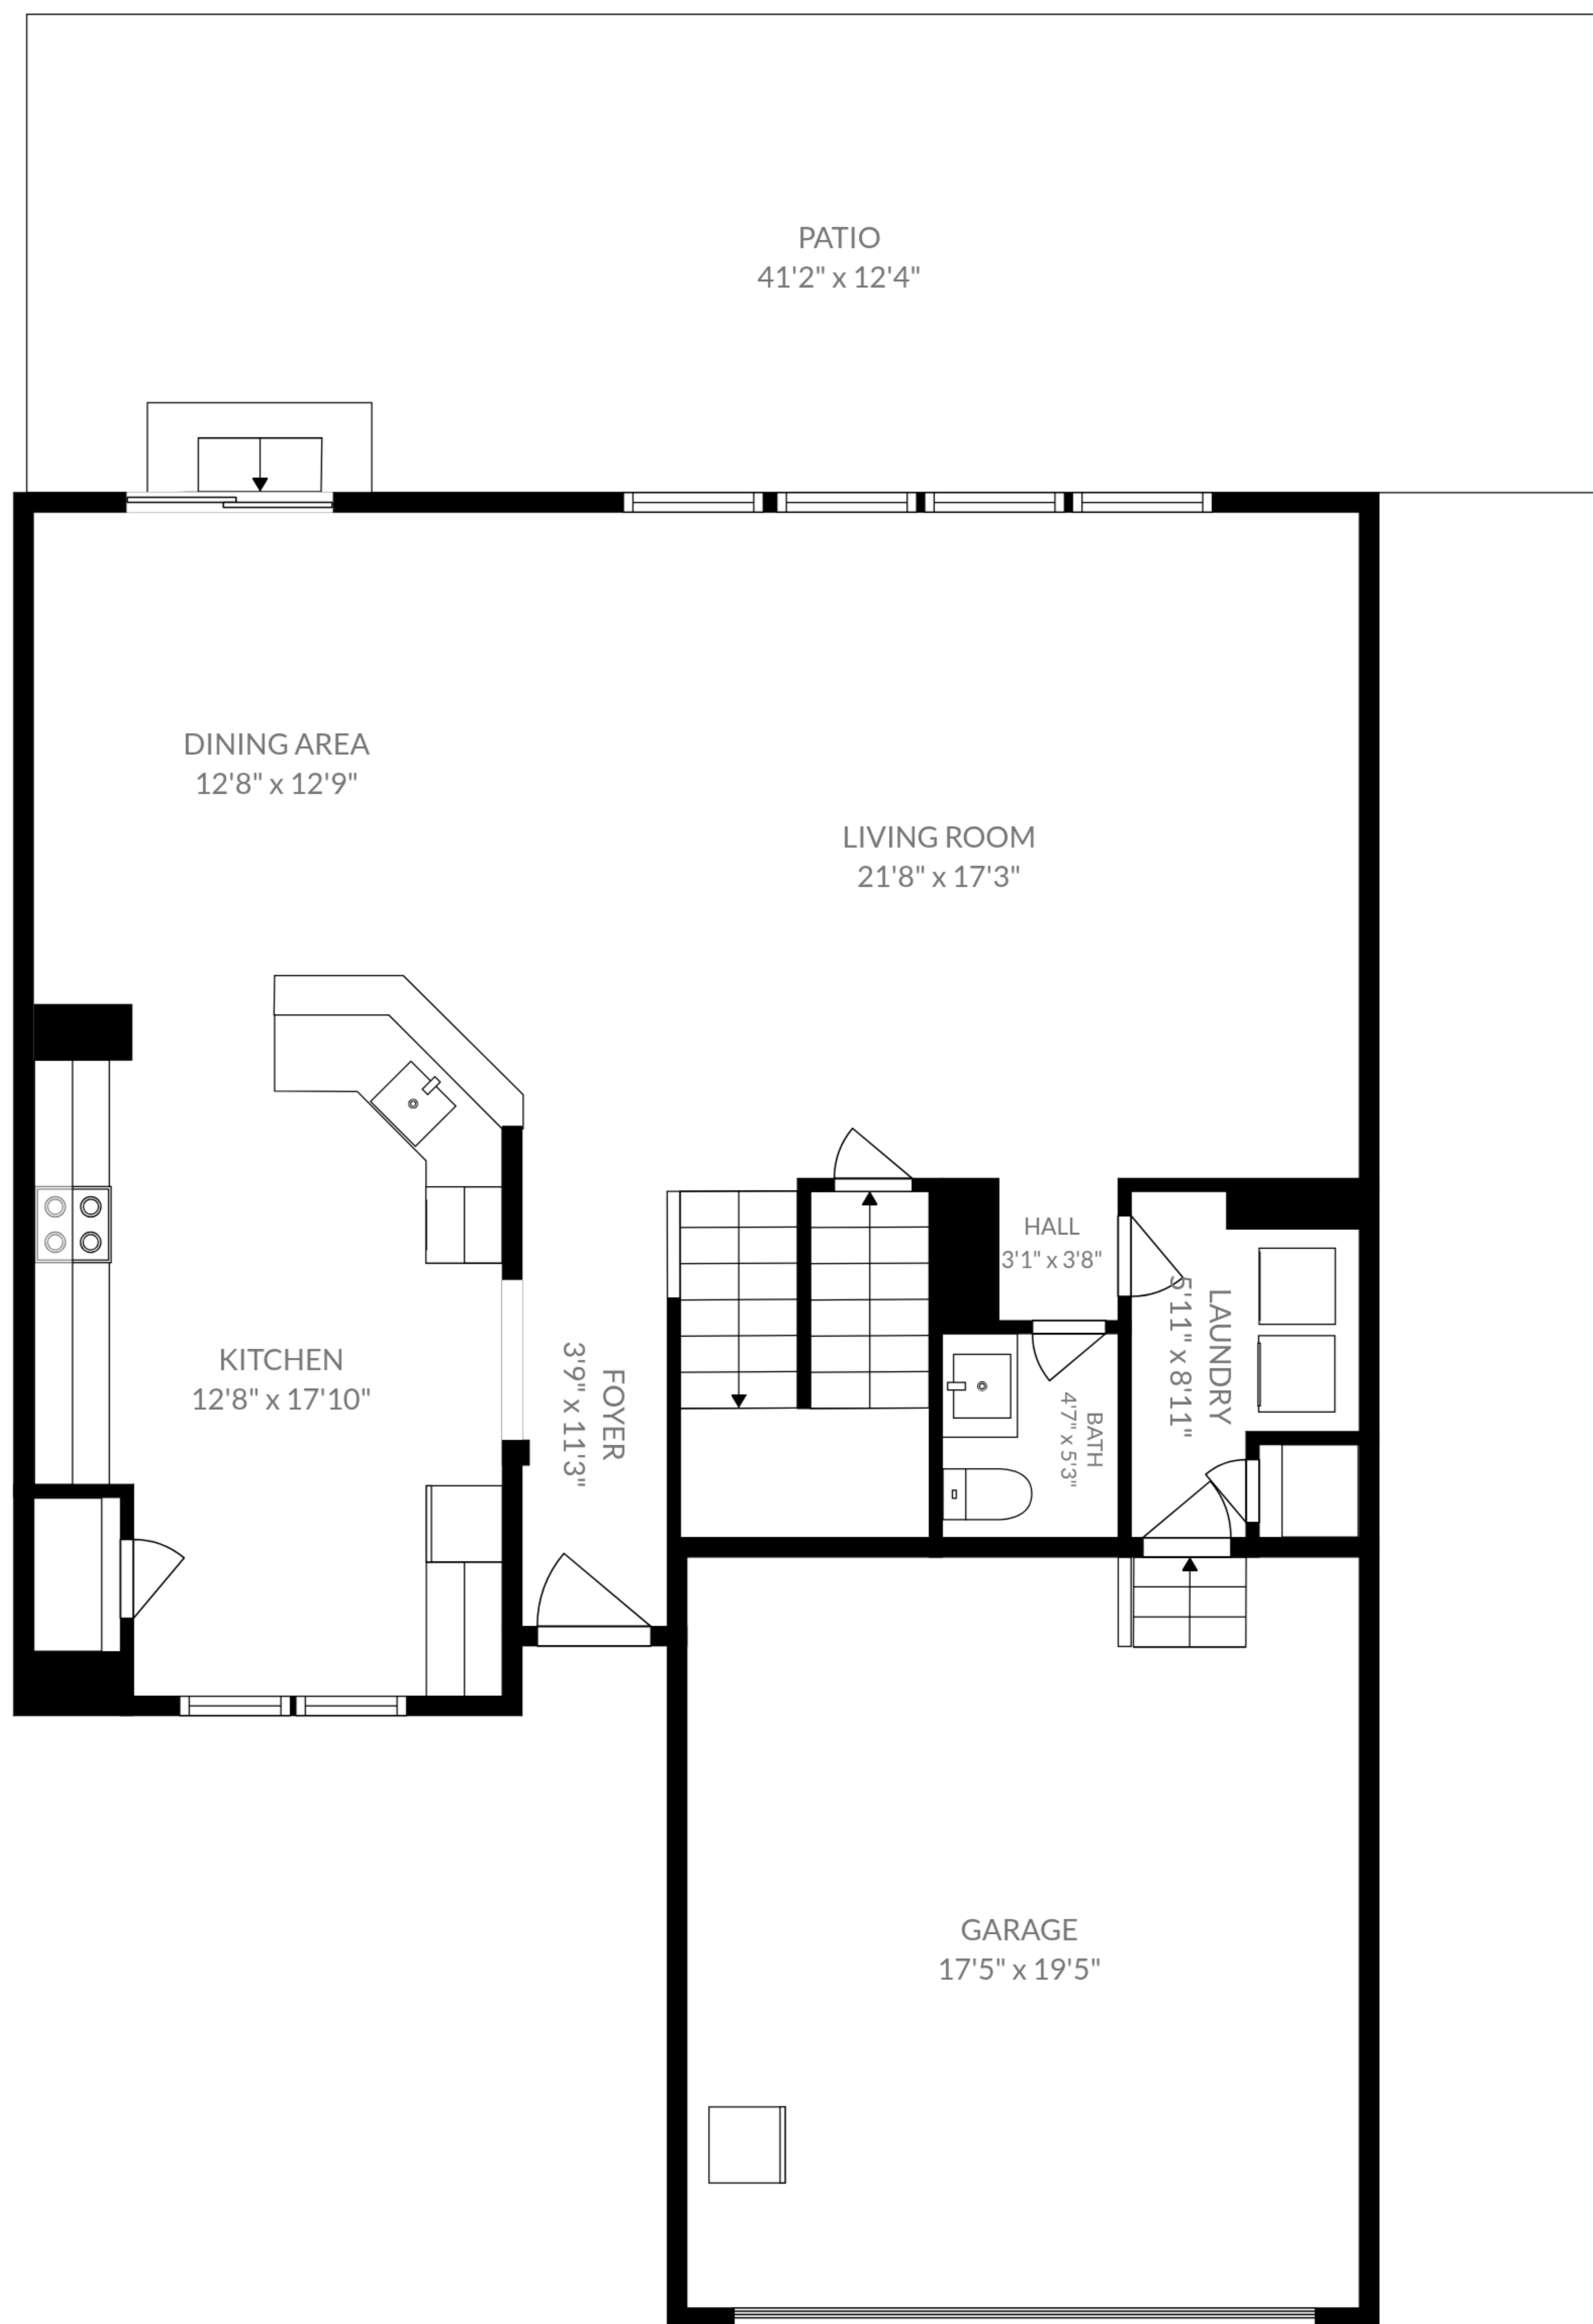 PATIO
41'2" x 12'4"
DINING AREA
12'8" x 12'9"
LIVING ROOM
21'8" x 17'3"
HALL
3'1" x 3'8"
LAUNDRY
5'11" x 8'11"
KITCHEN
12'8" x 17'10"
FOYER
3'9" x 11'3"
BATH
4'7" x 5'3"
GARAGE
17'5" x 19'5"